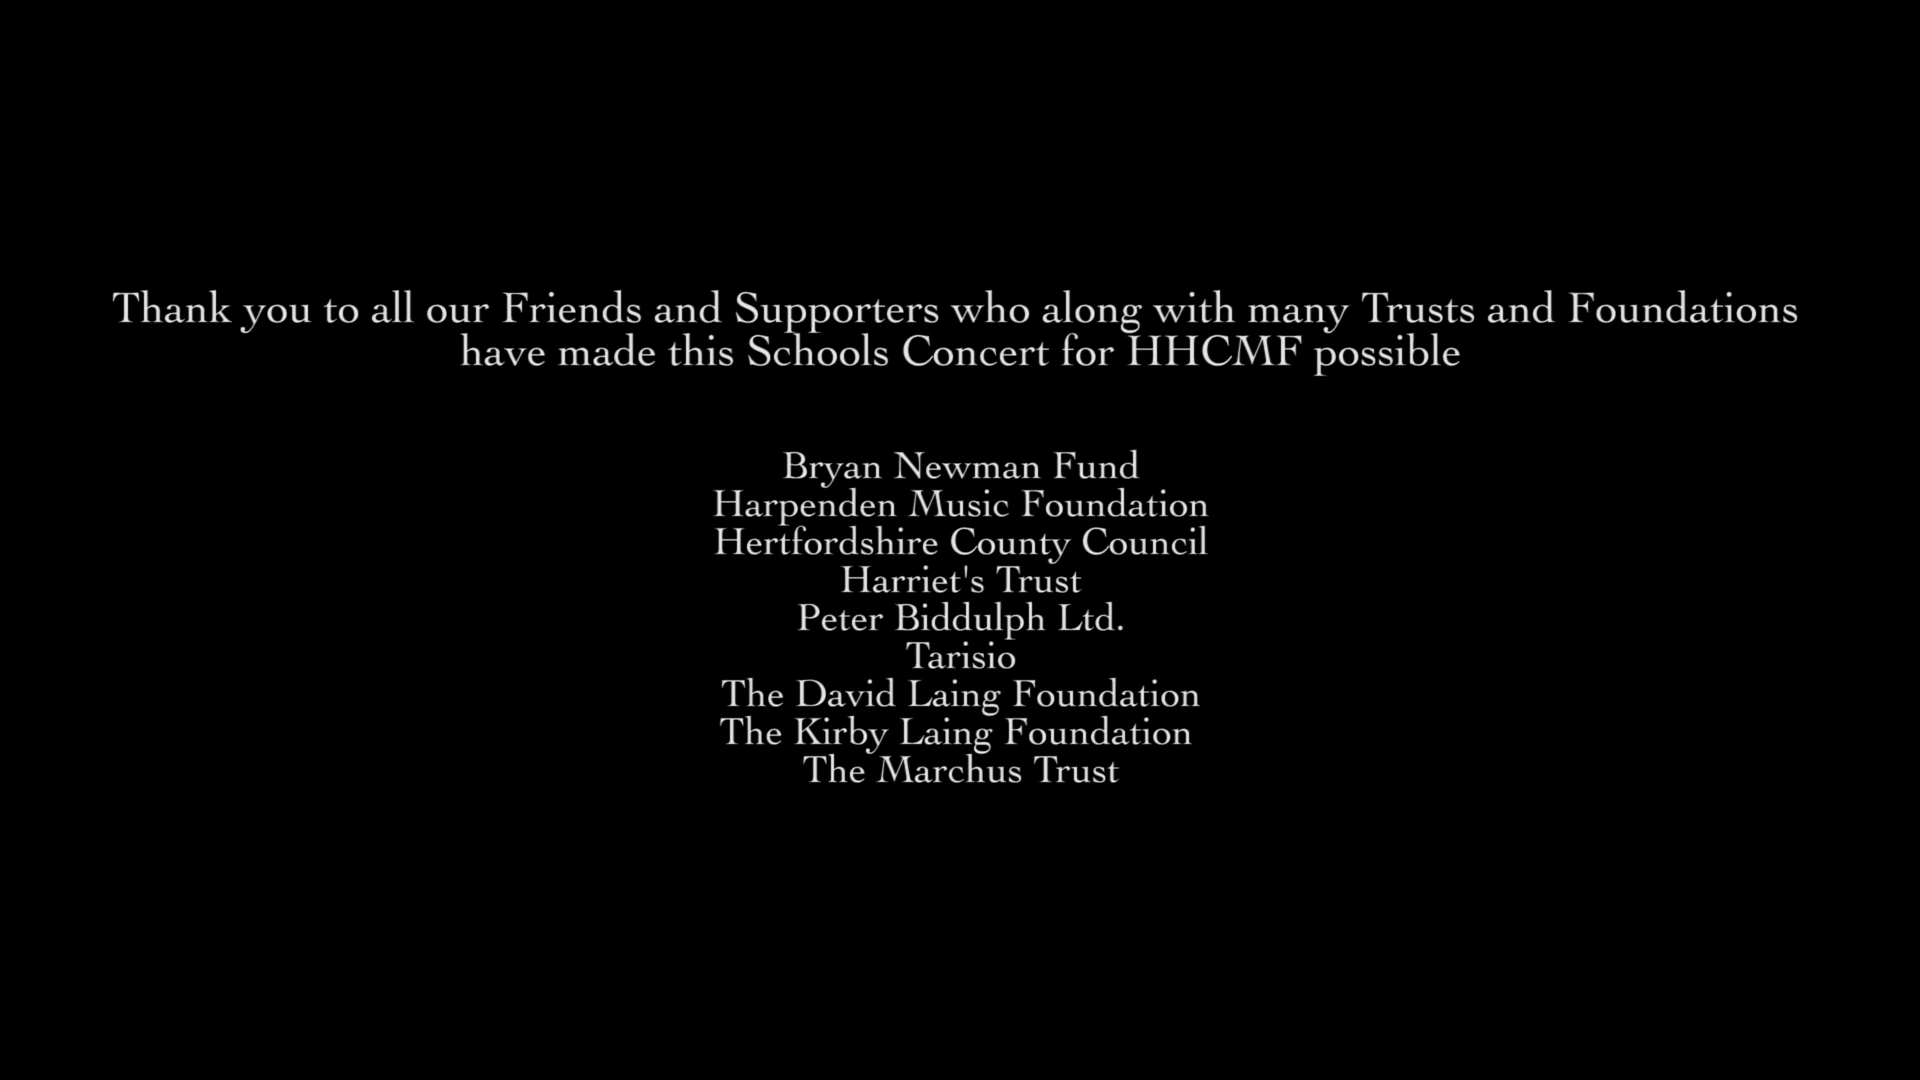 Thank you to all our Friends and Supporters who along with many Trusts and Foundations
have made this Schools Concert for HHCMF possible
Bryan Newman Fund
Harpenden Music Foundation
Hertfordshire County Council
Harriet's Trust
Peter Biddulph Ltd.
Tarisio
The David Laing Foundation
The Kirby Laing Foundation
The Marchus Trust